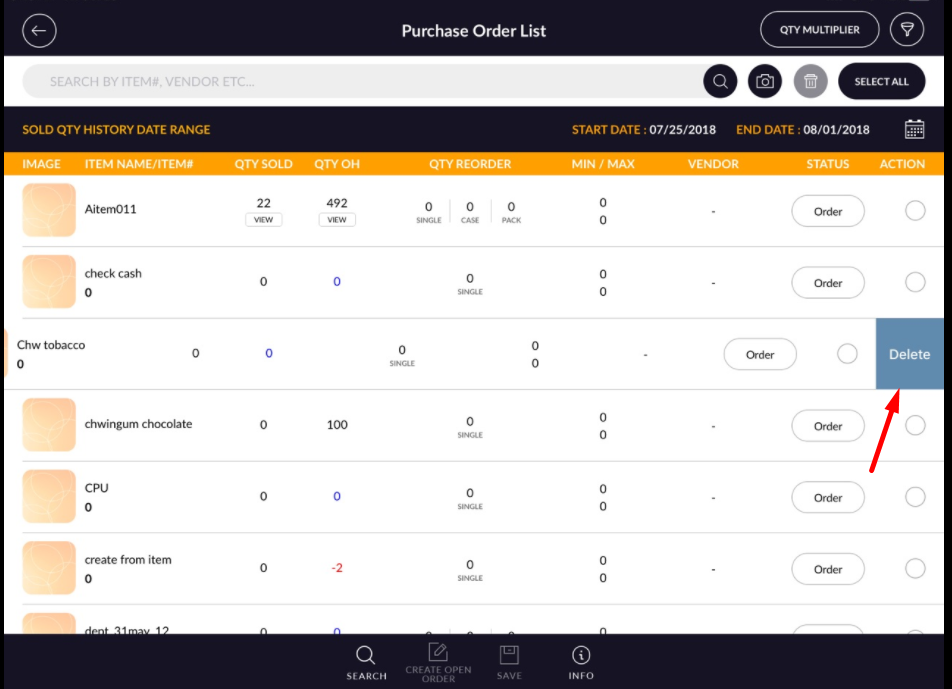 Purchase Order List
QTY MULTIPLIER
SEARCH BY ITEM#, VENDOR ETC...
SELECT ALL
SOLD QTY HISTORY DATE RANGE
START DATE : 07/25/2018 END DATE : 08/01/2018
IMAGE ITEM NAME/ITEM# QTY SOLD QTY OH QTY REORDER MIN / MAX VENDOR STATUS ACTION
Aitem011 22 492 0 0 0 0 - Order
VIEW VIEW SINGLE CASE PACK 0
check cash 0 0 0 0 - Order
0 SINGLE 0
Chw tobacco 0 0 0 0 - Order Delete
0 SINGLE 0
chwingum chocolate 0 100 0 0 - Order
SINGLE 0
CPU 0 0 0 0 - Order
0 SINGLE 0
create from item 0 -2 0 0 - Order
0 SINGLE 0
dept_31may_12 0 0 0 0 0 0
SEARCH
CREATE OPEN
ORDER
SAVE
INFO